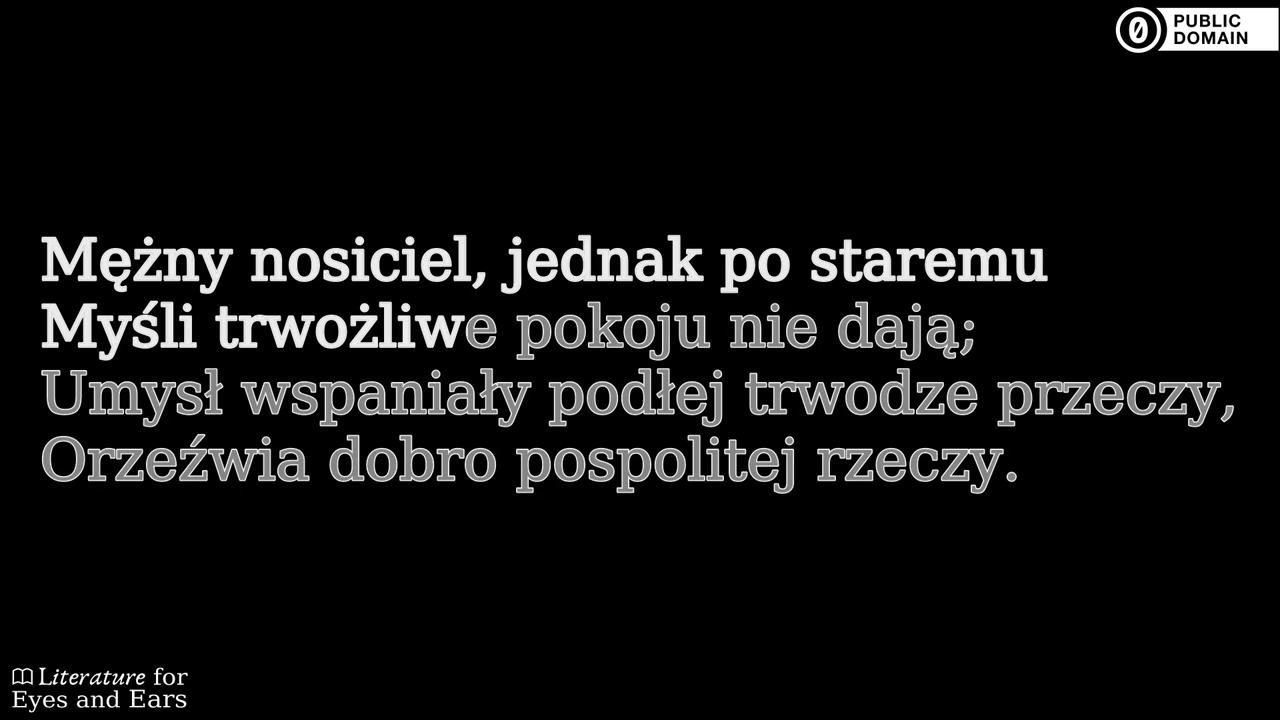 PUBLIC
DOMAIN
Mężny nosiciel, jednak po staremu
Myśli trwożliwe pokoju nie dają;
Umysł wspaniały podłej trwodze przeczy,
Orzeźwia dobro pospolitej rzeczy.
Literature for
Eyes and Ears